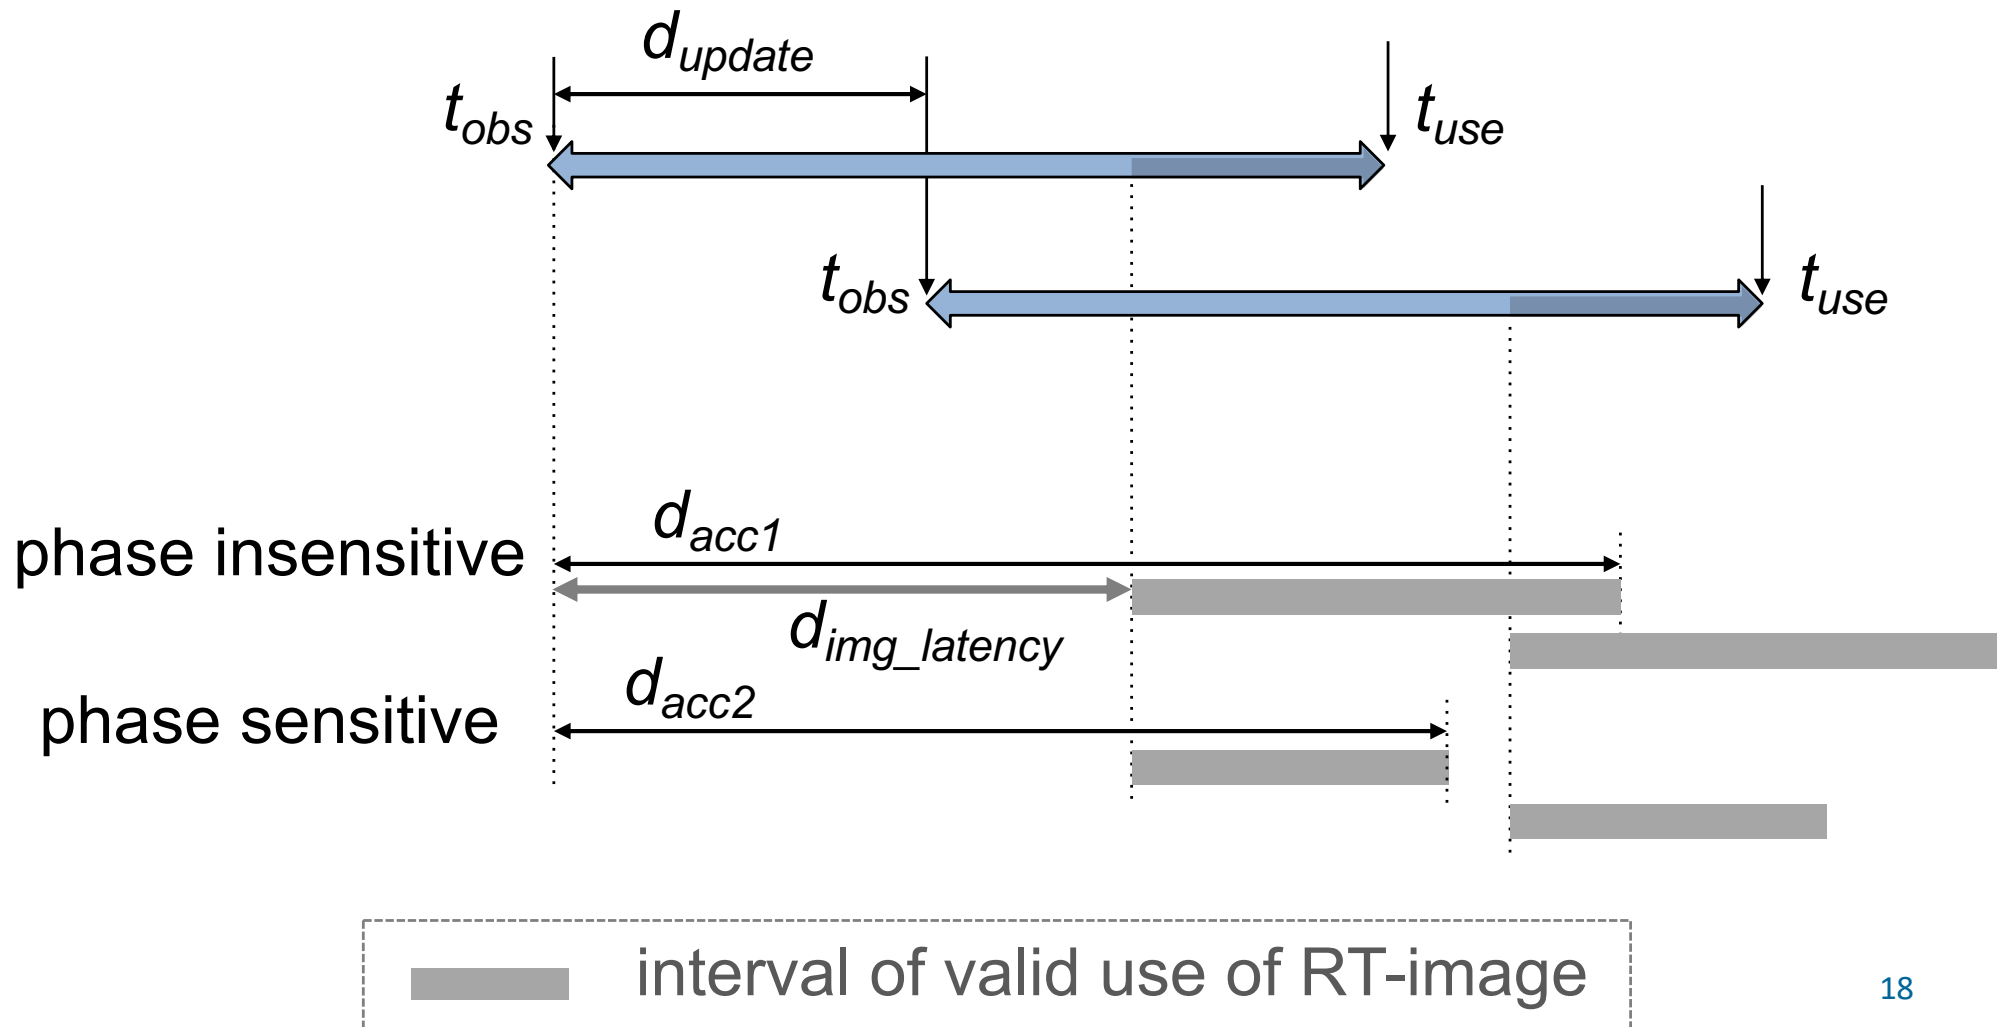 d_update
t_obs
t_use
t_obs
t_use
phase insensitive
d_acc1
d_img_latency
phase sensitive
d_acc2
interval of valid use of RT-image
18